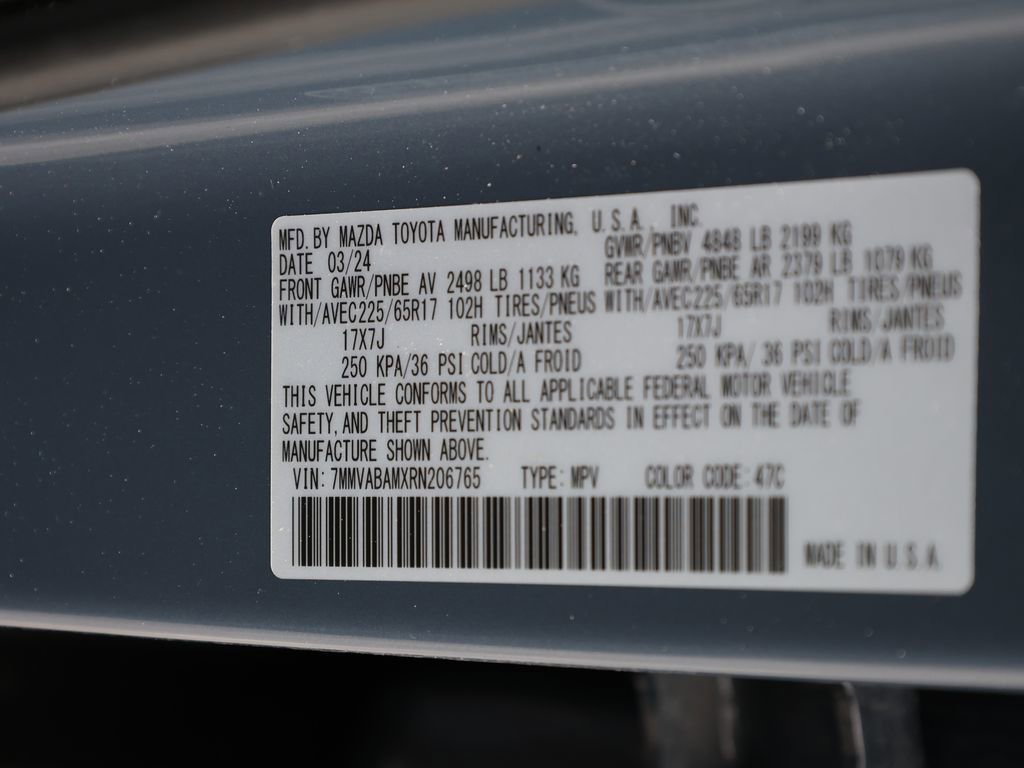 MFD. BY MAZDA TOYOTA MANUFACTURING, U.S.A., INC.
DATE 03/24 GVWR/PNBV 4848 LB 2199 KG
FRONT GAWR/PNBE AV 2498 LB 1133 KG REAR GAWR/PNBE AR 2379 LB 1079 KG
WITH/AVEC225/65R17 102H TIRES/PNEUS WITH/AVEC225/65R17 102H TIRES/PNEUS
17X7J RIMS/JANTES 17X7J RIMS/JANTES
250 KPA/36 PSI COLD/A FROID 250 KPA/36 PSI COLD/A FROID
THIS VEHICLE CONFORMS TO ALL APPLICABLE FEDERAL MOTOR VEHICLE
SAFETY, AND THEFT PREVENTION STANDARDS IN EFFECT ON THE DATE OF
MANUFACTURE SHOWN ABOVE.
VIN: 7MMVABAMXRN206765 TYPE: MPV COLOR CODE: 47C
MADE IN U.S.A.